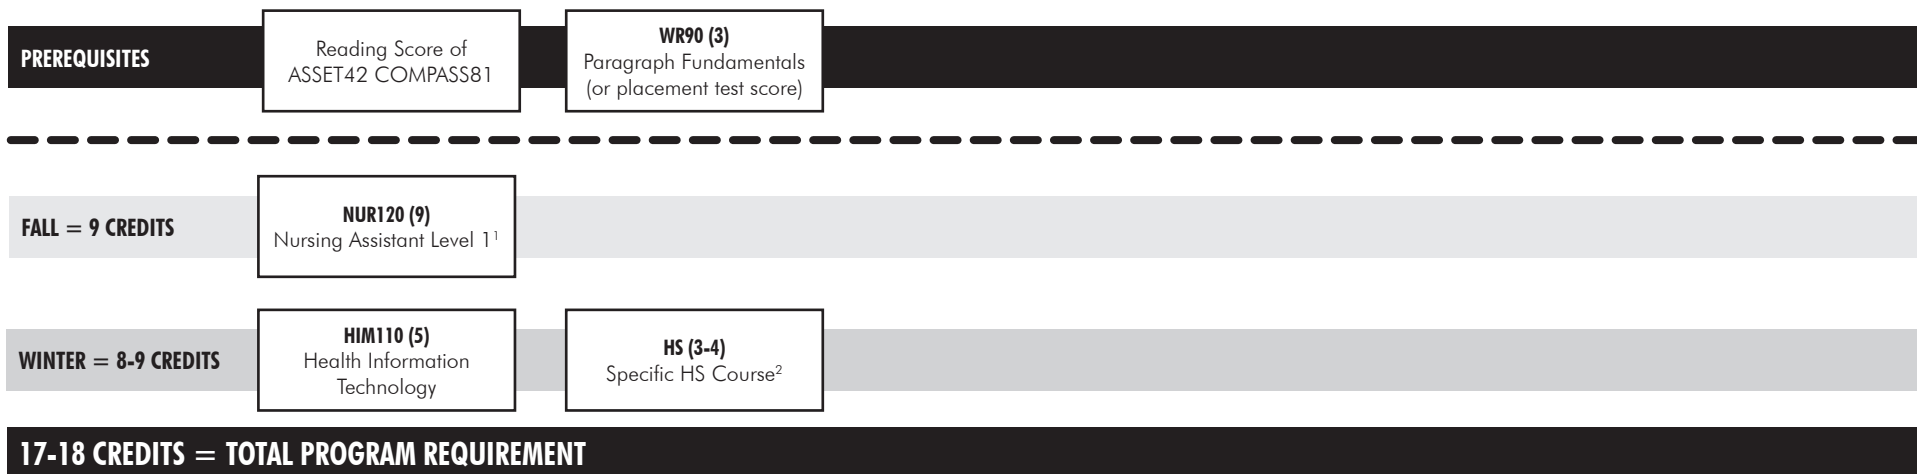 PREREQUISITES
Reading Score of
ASSET42 COMPASS81
WR90 (3)
Paragraph Fundamentals
(or placement test score)
FALL = 9 CREDITS
NUR120 (9)
Nursing Assistant Level 1¹
WINTER = 8-9 CREDITS
HIM110 (5)
Health Information
Technology
HS (3-4)
Specific HS Course²
17-18 CREDITS = TOTAL PROGRAM REQUIREMENT